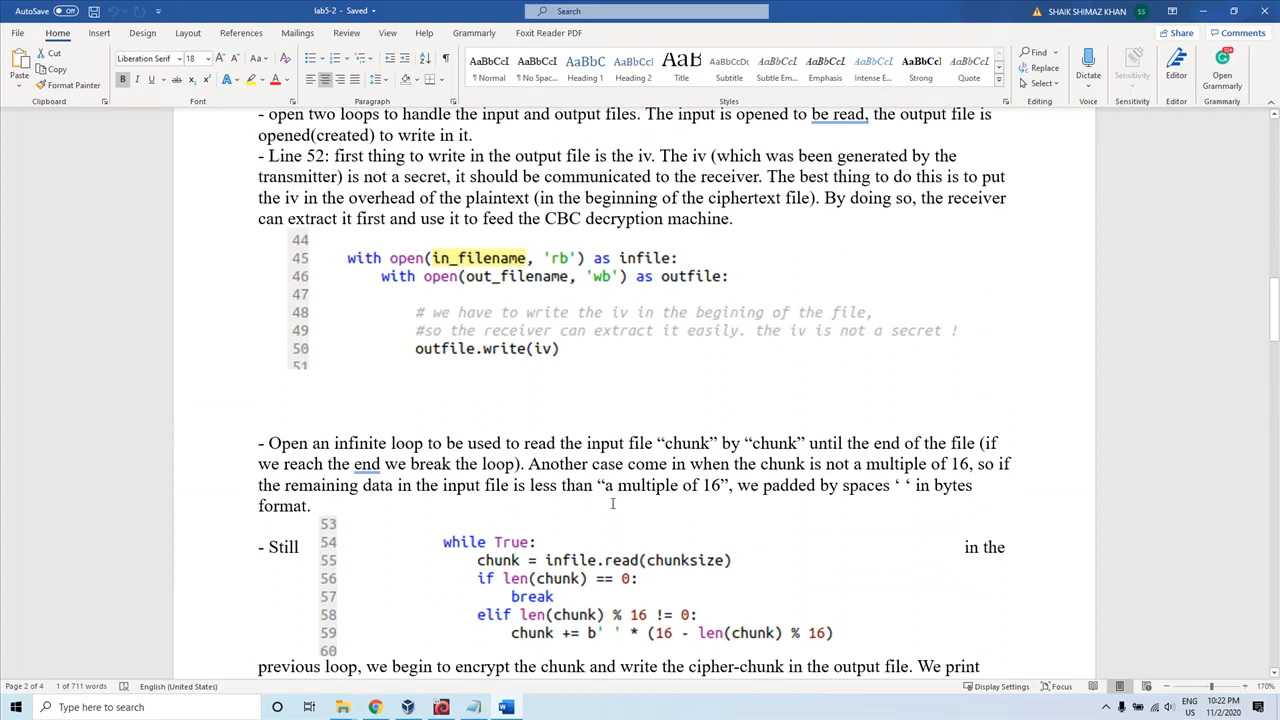 AutoSave Off lab5-2 - Saved Search SHAIK SHIMAZ KHAN SS
File Home Insert Design Layout References Mailings Review View Help Grammarly Foxit Reader PDF Share Comments
Paste Cut Copy Format Painter
Liberation Serif 18
AaBbCcI AaBbCcI AaBbC AaBbCcI AaB AaBbCcD AaBbCcI AaBbCcI AaBbCcI AaBbCcI AaBbCcI
¶ Normal ¶ No Spac... Heading 1 Heading 2 Title Subtitle Subtle Em... Emphasis Intense E... Strong Quote
Find Replace Select Dictate Sensitivity Editor Open Grammarly
Clipboard Font Paragraph Styles Editing Voice Sensitivity Editor Grammarly
- open two loops to handle the input and output files. The input is opened to be read, the output file is
opened(created) to write in it.
- Line 52: first thing to write in the output file is the iv. The iv (which was been generated by the
transmitter) is not a secret, it should be communicated to the receiver. The best thing to do this is to put
the iv in the overhead of the plaintext (in the beginning of the ciphertext file). By doing so, the receiver
can extract it first and use it to feed the CBC decryption machine.
44
45 with open(in_filename, 'rb') as infile:
46 with open(out_filename, 'wb') as outfile:
47
48 # we have to write the iv in the begining of the file,
49 #so the receiver can extract it easily. the iv is not a secret !
50 outfile.write(iv)
51
- Open an infinite loop to be used to read the input file “chunk” by “chunk” until the end of the file (if
we reach the end we break the loop). Another case come in when the chunk is not a multiple of 16, so if
the remaining data in the input file is less than “a multiple of 16”, we padded by spaces ‘ ‘ in bytes
format.
53
- Still 54 while True: in the
55 chunk = infile.read(chunksize)
56 if len(chunk) == 0:
57 break
58 elif len(chunk) % 16 != 0:
59 chunk += b' ' * (16 - len(chunk) % 16)
60
previous loop, we begin to encrypt the chunk and write the cipher-chunk in the output file. We print
Page 2 of 4 1 of 711 words English (United States) Display Settings Focus 170%
Type here to search ENG 10:22 PM
US 11/2/2020